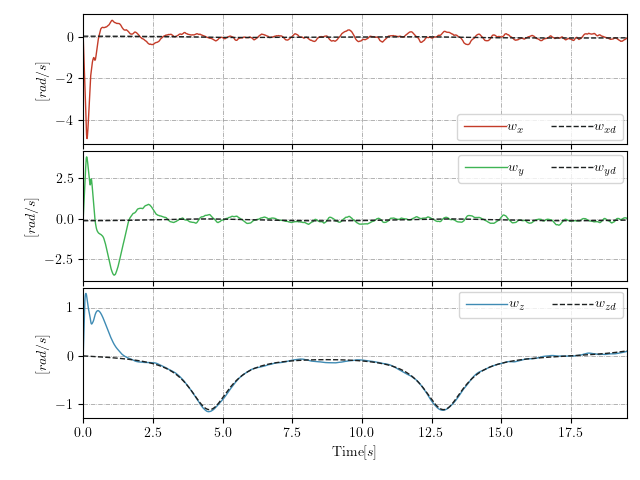 0
−2
−4
[rad/s]
w_x w_xd
2.5
0.0
−2.5
[rad/s]
w_y w_yd
1
0
−1
[rad/s]
w_z w_zd
0.0 2.5 5.0 7.5 10.0 12.5 15.0 17.5
Time[s]